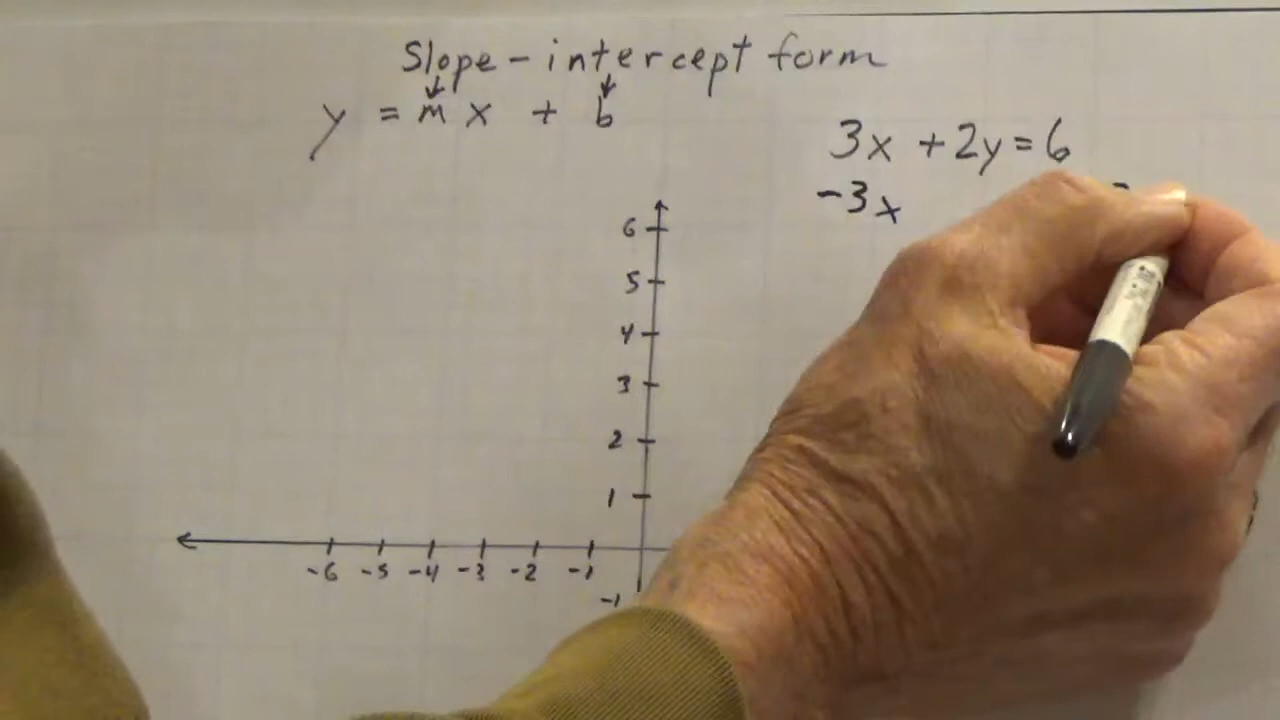 Slope-intercept form
y = mx + b
3x + 2y = 6
-3x
6
5
4
3
2
1
-6 -5 -4 -3 -2 -1
-1